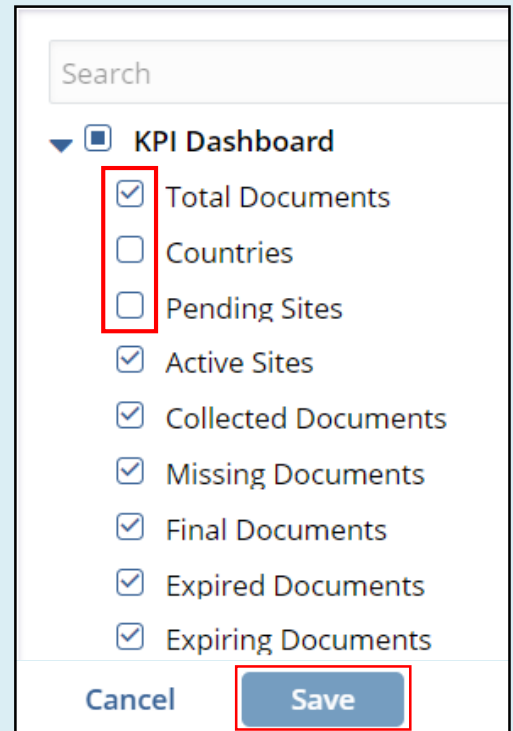 Search
KPI Dashboard
Total Documents
Countries
Pending Sites
Active Sites
Collected Documents
Missing Documents
Final Documents
Expired Documents
Expiring Documents
Cancel Save